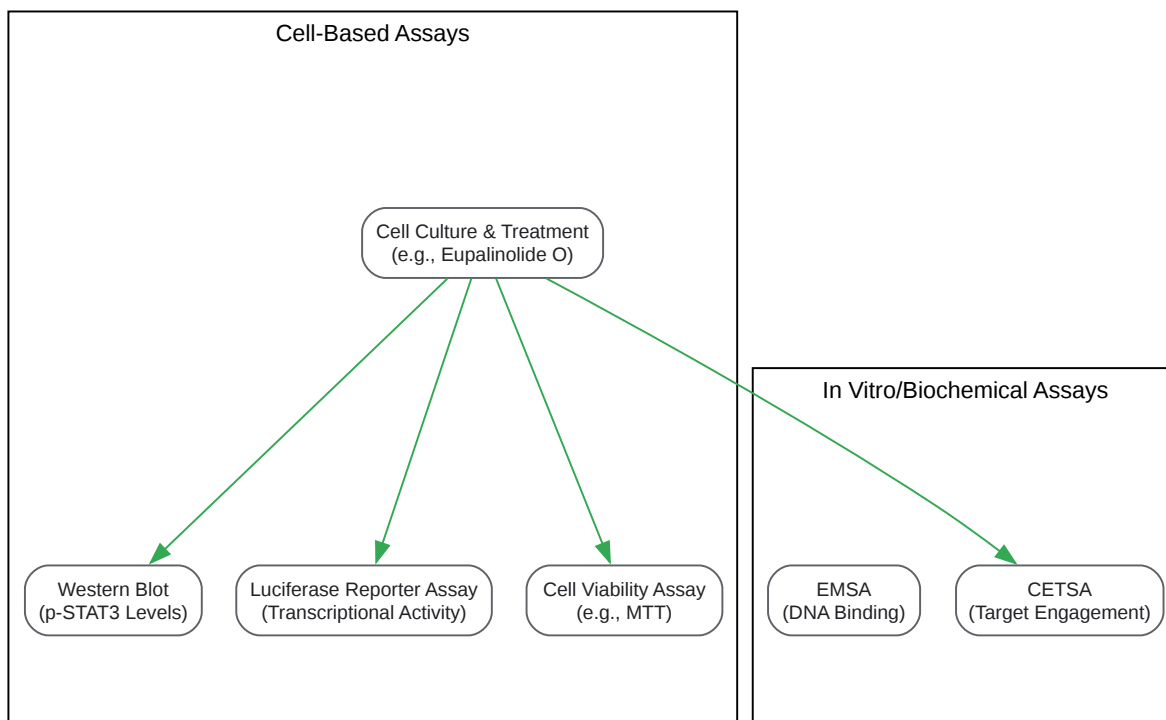 Cell-Based Assays
Cell Culture & Treatment
(e.g., Eupalinolide O)
In Vitro/Biochemical Assays
Western Blot
(p-STAT3 Levels)
Luciferase Reporter Assay
(Transcriptional Activity)
Cell Viability Assay
(e.g., MTT)
EMSA
(DNA Binding)
CETSA
(Target Engagement)